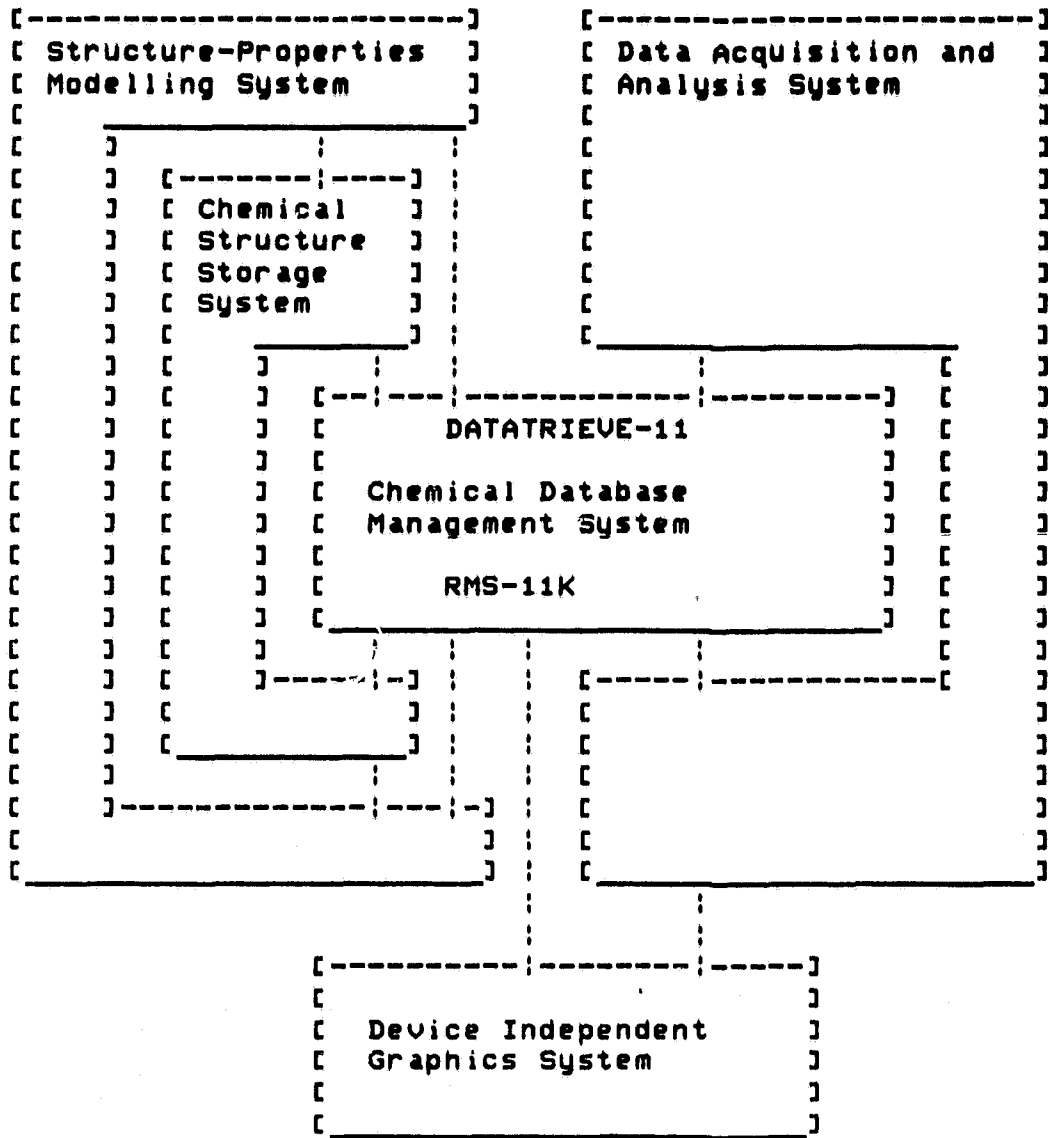 Structure-Properties
Modelling System
Data Acquisition and
Analysis System
Chemical
Structure
Storage
System
DATATRIEVE-11
Chemical Database
Management System
RMS-11K
Device Independent
Graphics System